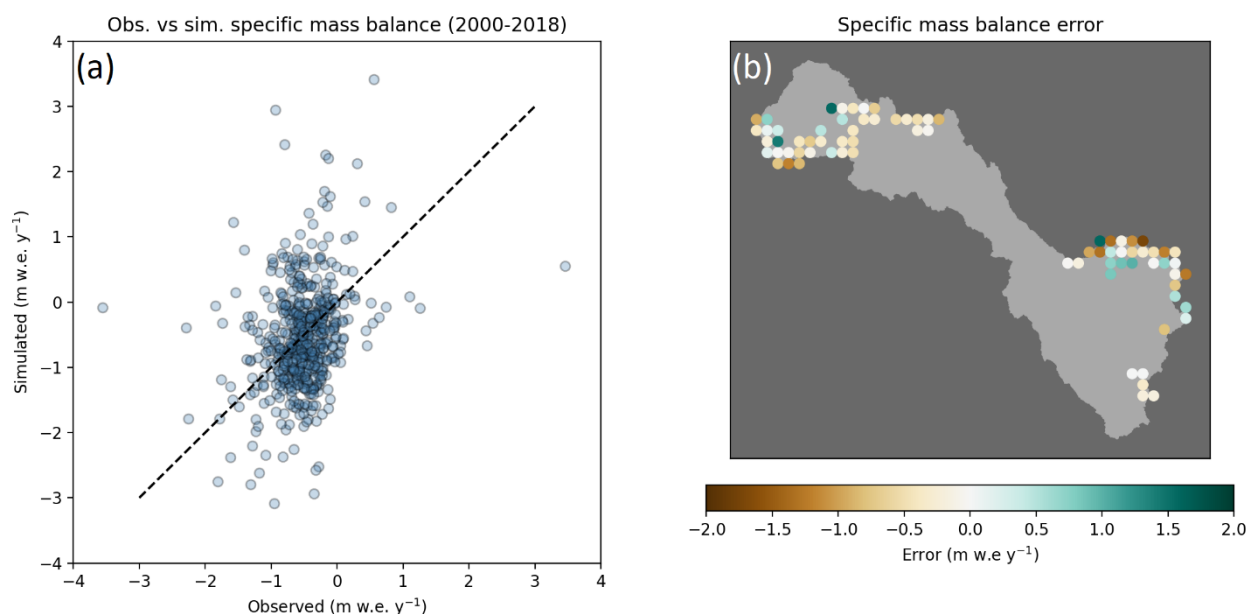 Obs. vs sim. specific mass balance (2000-2018)
(a)
Simulated (m w.e. y⁻¹)
4
3
2
1
0
−1
−2
−3
−4
−4 −3 −2 −1 0 1 2 3 4
Observed (m w.e. y⁻¹)
Specific mass balance error
(b)
−2.0 −1.5 −1.0 −0.5 0.0 0.5 1.0 1.5 2.0
Error (m w.e y⁻¹)